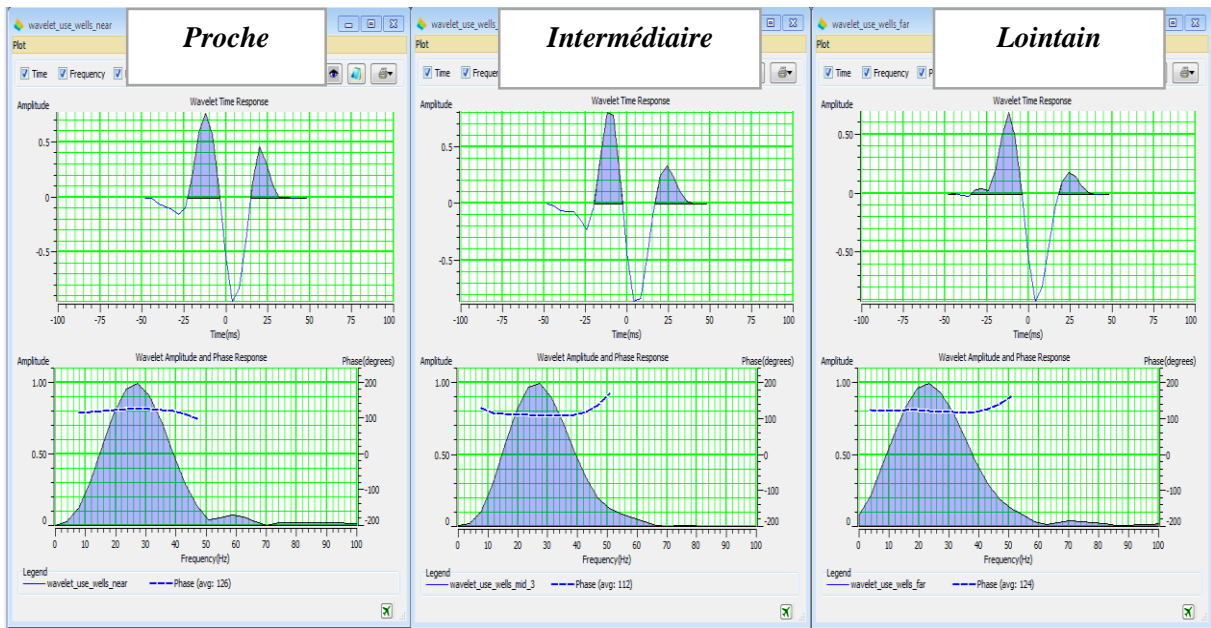 wavelet_use_wells_near
Proche
Plot
Time Frequency
Wavelet Time Response
Amplitude
0.5
0
-0.5
-100 -75 -50 -25 0 25 50 75 100
Time(ms)
Wavelet Amplitude and Phase Response
Amplitude Phase(degrees)
1.00 200
100
0.50 0
-100
0 -200
0 10 20 30 40 50 60 70 80 90 100
Frequency(Hz)
Legend
wavelet_use_wells_near Phase (avg: 126)
wavelet_use_wells_
Intermédiaire
Plot
Time Freque
Wavelet Time Response
Amplitude
0.5
0
-0.5
-100 -75 -50 -25 0 25 50 75 100
Time(ms)
Wavelet Amplitude and Phase Response
Amplitude Phase(degrees)
1.00 200
100
0.50 0
-100
0 -200
0 10 20 30 40 50 60 70 80 90 100
Frequency(Hz)
Legend
wavelet_use_wells_mid_3 Phase (avg: 112)
wavelet_use_wells_far
Lointain
Plot
Time Frequency P
Wavelet Time Response
Amplitude
0.50
0
-0.50
-100 -75 -50 -25 0 25 50 75 100
Time(ms)
Wavelet Amplitude and Phase Response
Amplitude Phase(degrees)
1.00 200
100
0.50 0
-100
0 -200
0 10 20 30 40 50 60 70 80 90 100
Frequency(Hz)
Legend
wavelet_use_wells_far Phase (avg: 124)